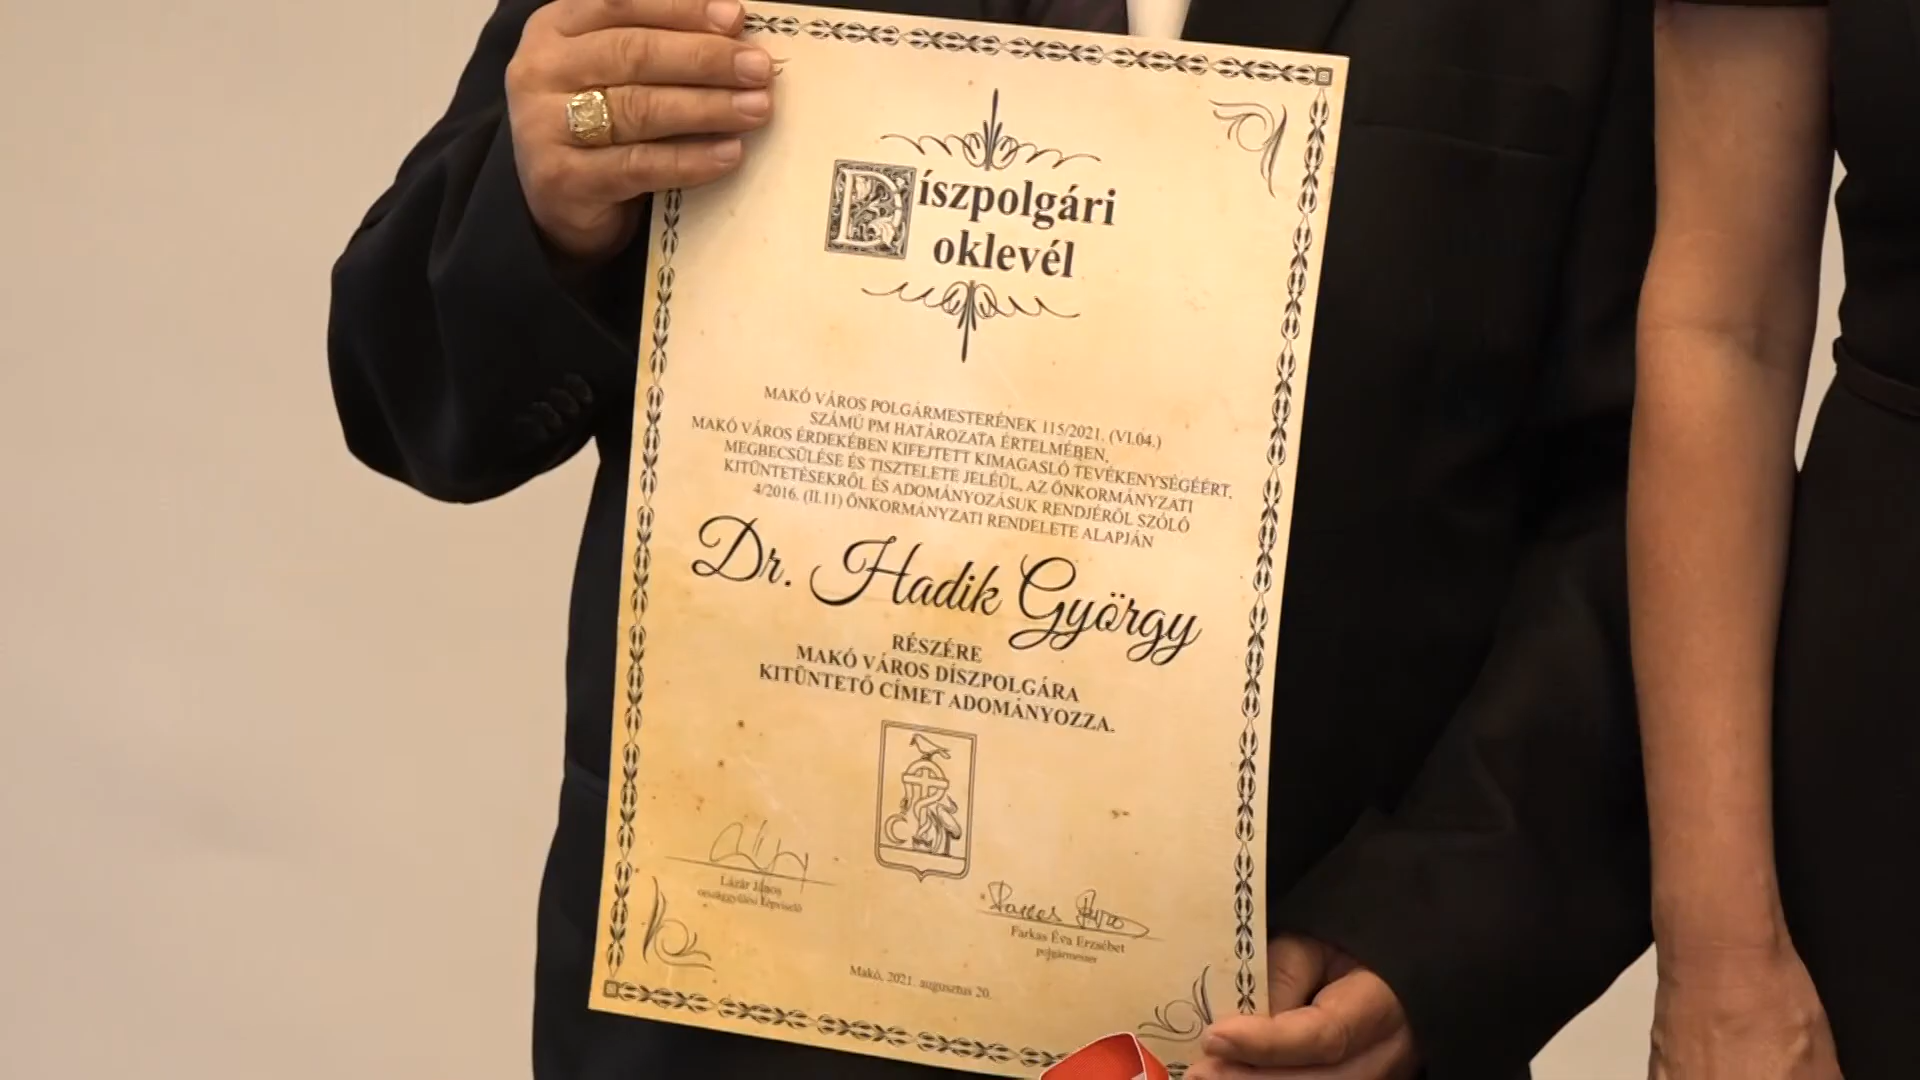 Díszpolgári
oklevél
MAKÓ VÁROS POLGÁRMESTERÉNEK 115/2021. (VI.04.)
SZÁMÚ PM HATÁROZATA ÉRTELMÉBEN,
MAKÓ VÁROS ÉRDEKÉBEN KIFEJTETT KIMAGASLÓ TEVÉKENYSÉGÉÉRT,
MEGBECSÜLÉSE ÉS TISZTELETE JELÉÜL, AZ ÖNKORMÁNYZATI
KITÜNTETÉSEKRŐL ÉS ADOMÁNYOZÁSUK RENDJÉRŐL SZÓLÓ
4/2016. (II.11) ÖNKORMÁNYZATI RENDELETE ALAPJÁN
Dr. Hadik György
RÉSZÉRE
MAKÓ VÁROS DÍSZPOLGÁRA
KITÜNTETŐ CÍMET ADOMÁNYOZZA.
Lázár János
országgyűlési képviselő
Farkas Éva Erzsébet
polgármester
Makó, 2021. augusztus 20.